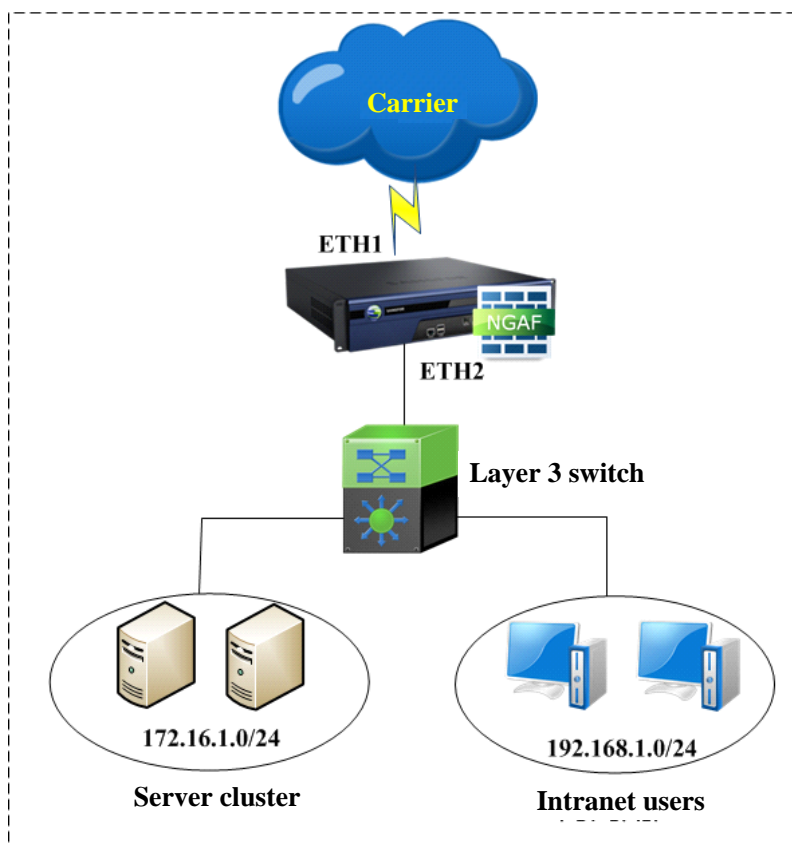 Carrier
ETH1
NGAF
ETH2
Layer 3 switch
172.16.1.0/24
192.168.1.0/24
Server cluster
Intranet users